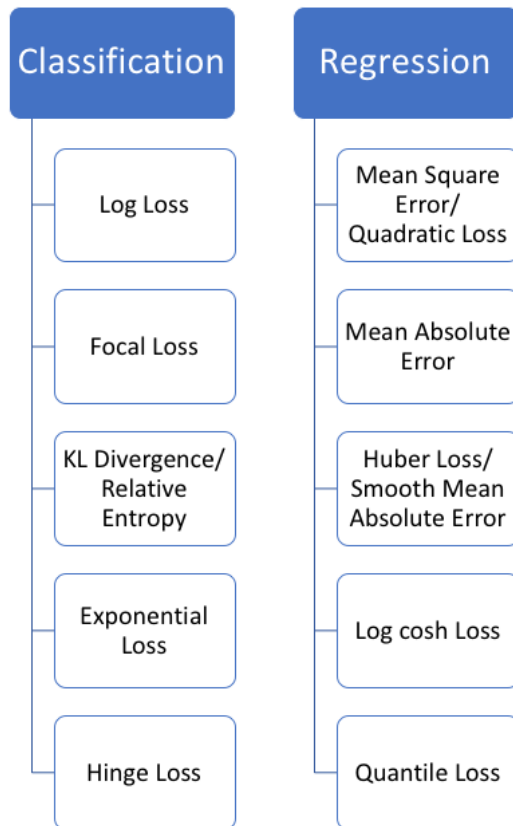 Classification
Log Loss
Focal Loss
KL Divergence/
Relative
Entropy
Exponential
Loss
Hinge Loss
Regression
Mean Square
Error/
Quadratic Loss
Mean Absolute
Error
Huber Loss/
Smooth Mean
Absolute Error
Log cosh Loss
Quantile Loss